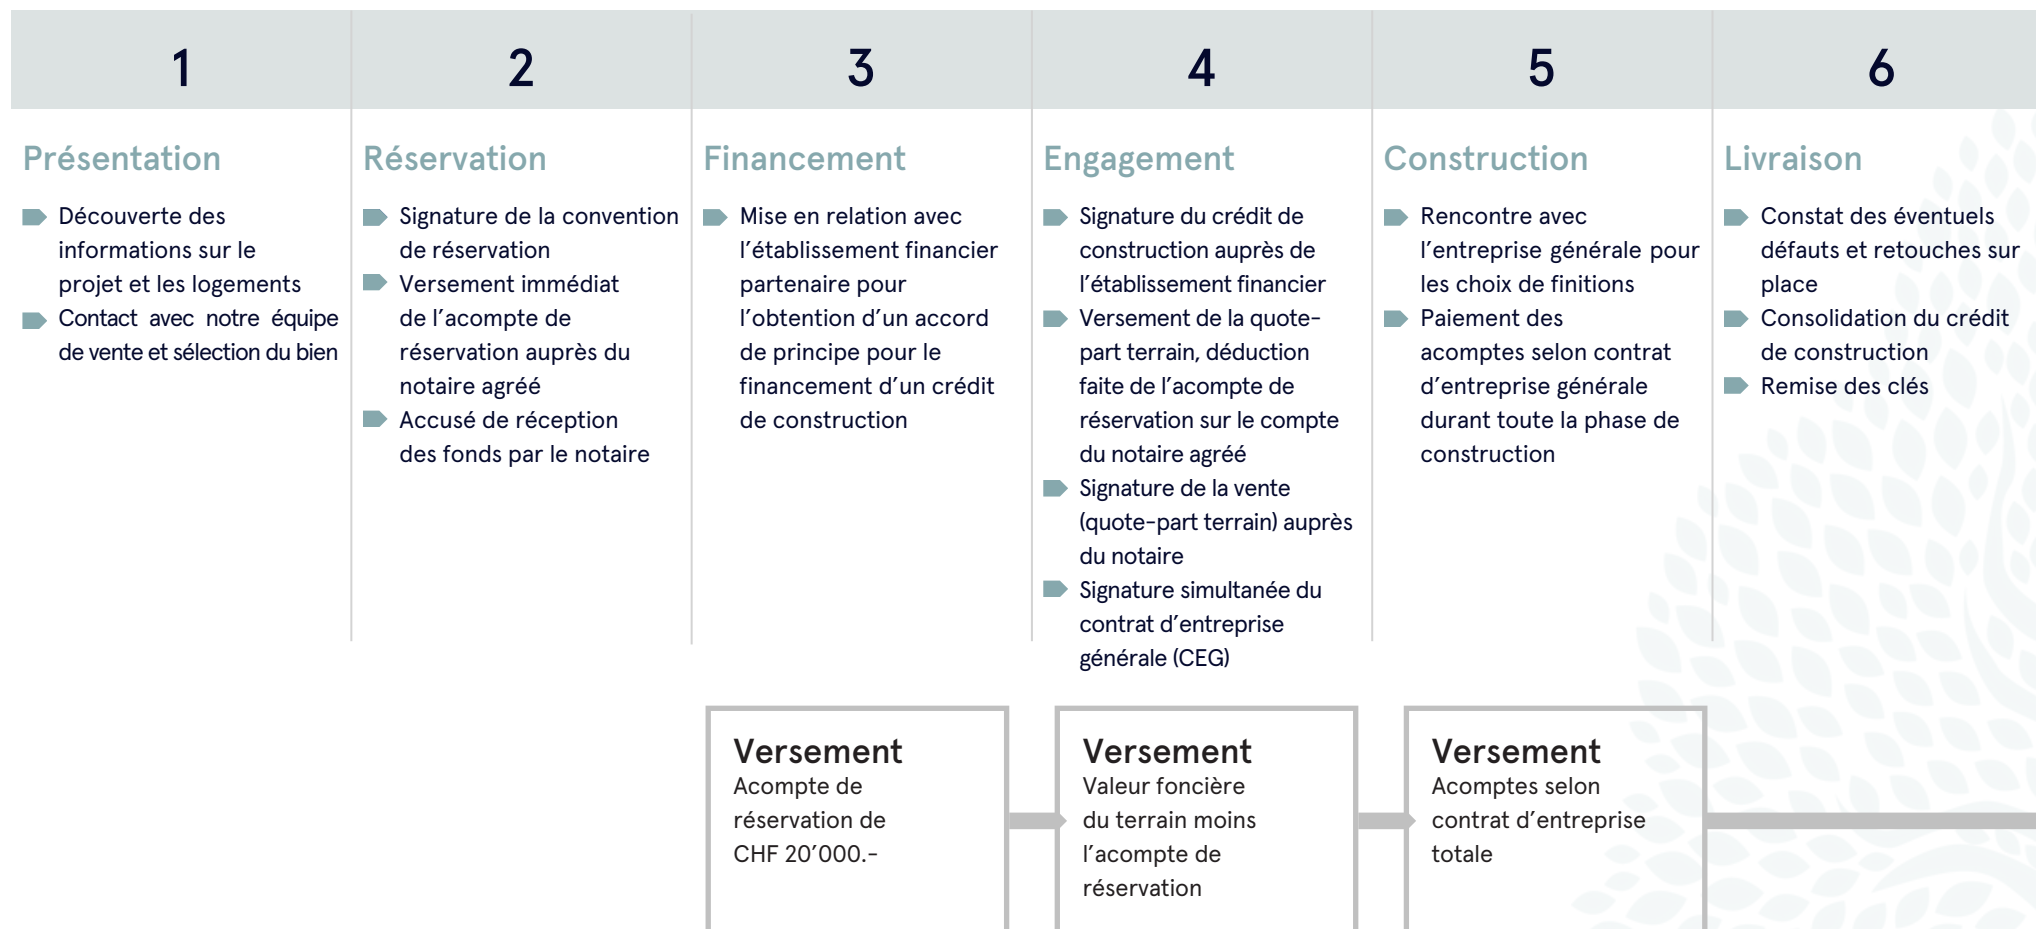 1
2
3
4
5
6
Présentation
Découverte des
informations sur le
projet et les logements
Contact avec notre équipe
de vente et sélection du bien
Réservation
Signature de la convention
de réservation
Versement immédiat
de l’acompte de
réservation auprès du
notaire agréé
Accusé de réception
des fonds par le notaire
Financement
Mise en relation avec
l’établissement financier
partenaire pour
l’obtention d’un accord
de principe pour le
financement d’un crédit
de construction
Engagement
Signature du crédit de
construction auprès de
l’établissement financier
Versement de la quote-
part terrain, déduction
faite de l’acompte de
réservation sur le compte
du notaire agréé
Signature de la vente
(quote-part terrain) auprès
du notaire
Signature simultanée du
contrat d’entreprise
générale (CEG)
Construction
Rencontre avec
l’entreprise générale pour
les choix de finitions
Paiement des
acomptes selon contrat
d’entreprise générale
durant toute la phase de
construction
Livraison
Constat des éventuels
défauts et retouches sur
place
Consolidation du crédit
de construction
Remise des clés
Versement
Acompte de
réservation de
CHF 20’000.-
Versement
Valeur foncière
du terrain moins
l’acompte de
réservation
Versement
Acomptes selon
contrat d’entreprise
totale